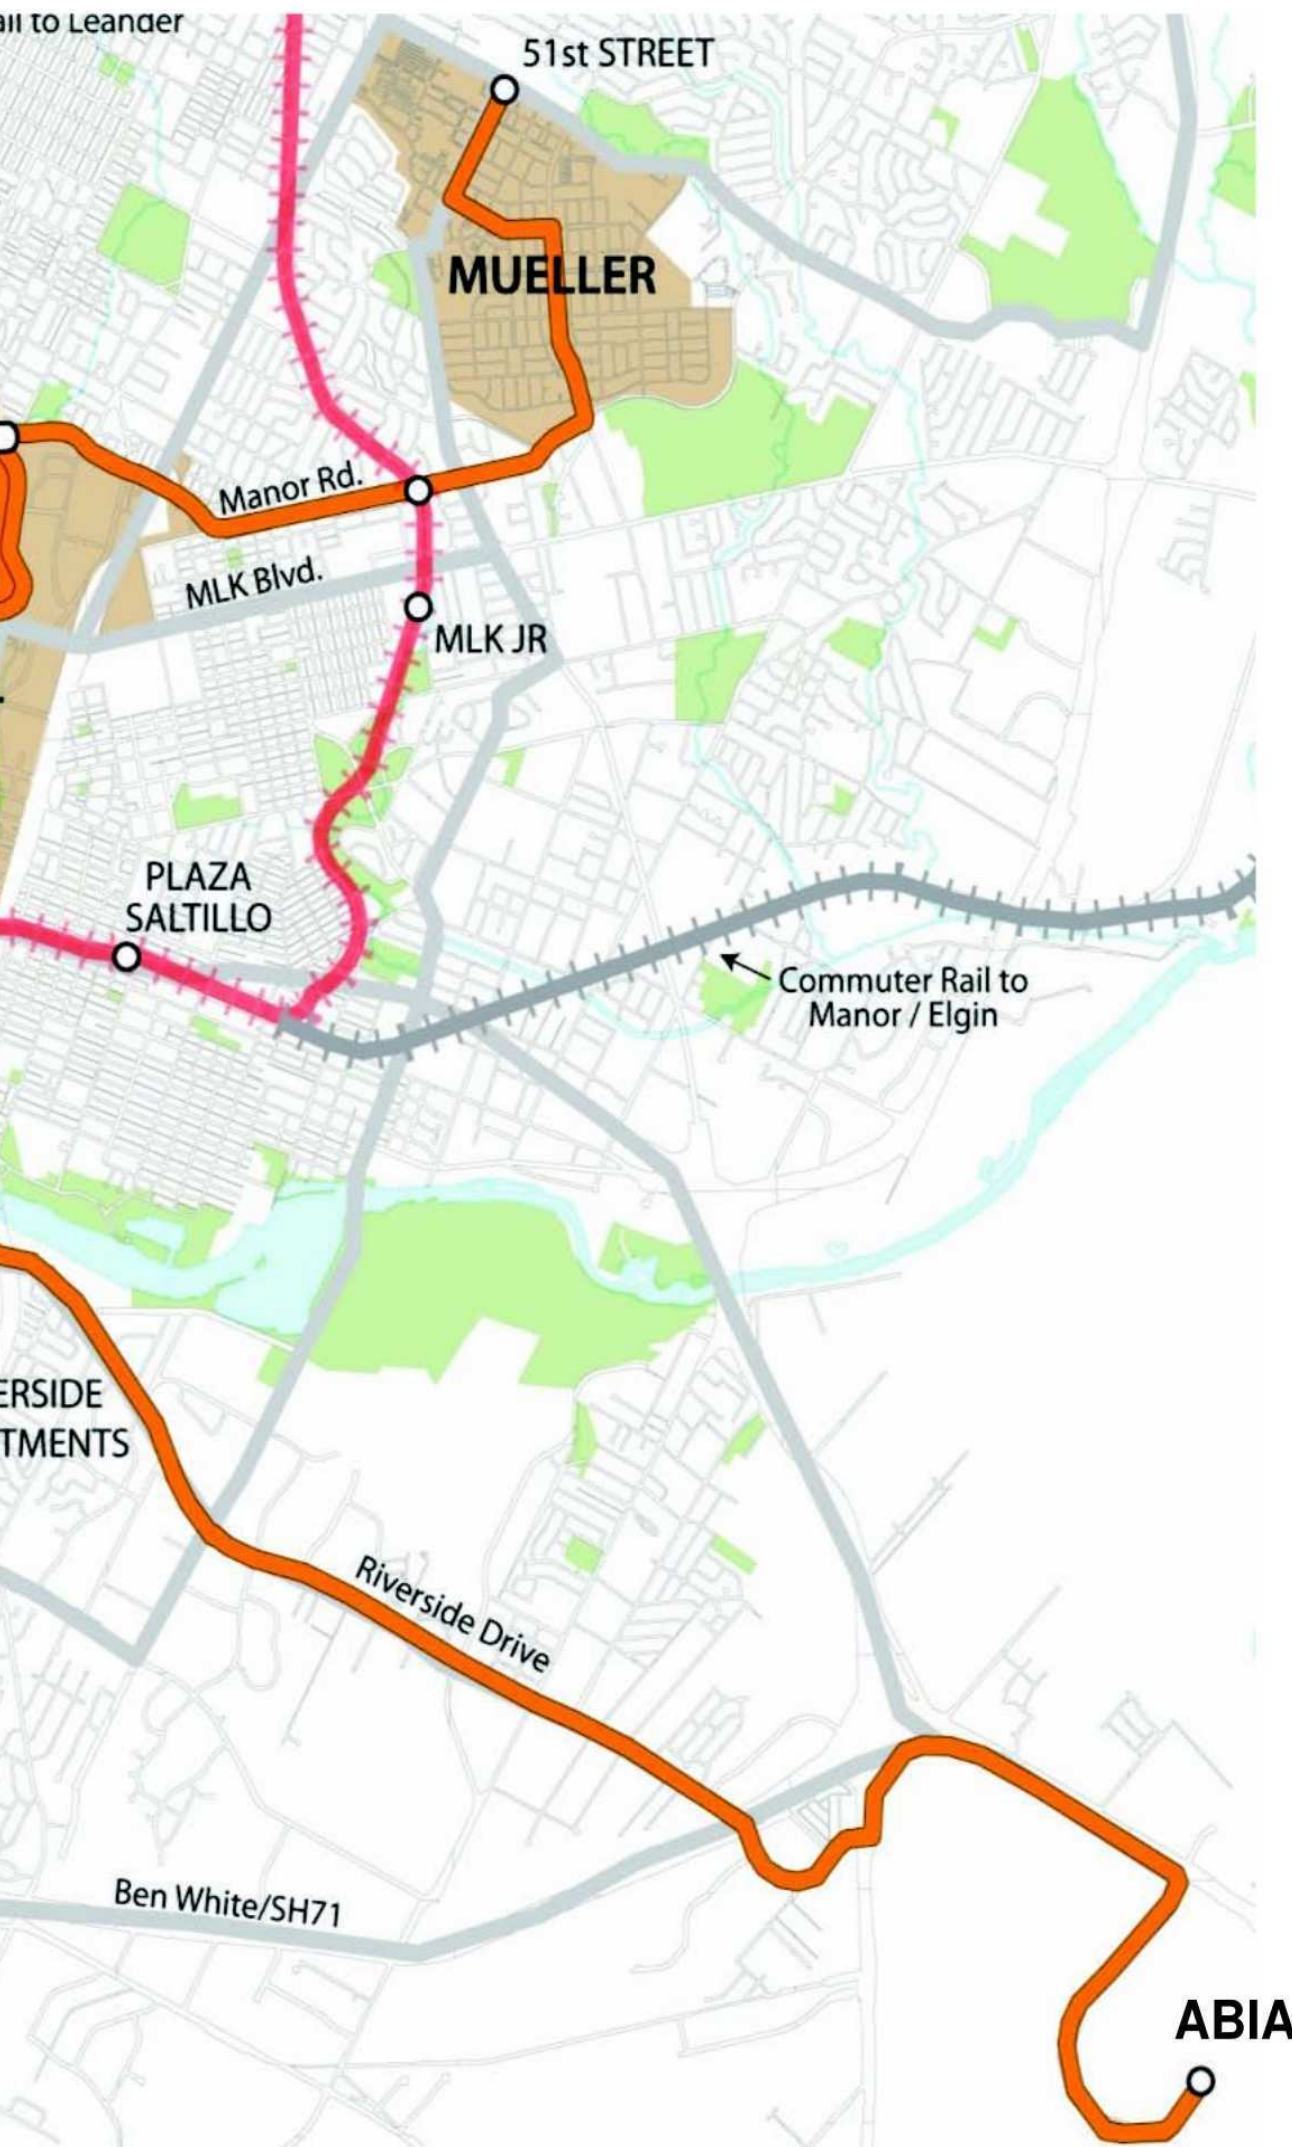 ail to Leander
51st STREET
MUELLER
Manor Rd.
MLK Blvd.
MLK JR
PLAZA
SALTILLO
Commuter Rail to
Manor / Elgin
ERSIDE
TMENTS
Riverside Drive
Ben White/SH71
ABIA